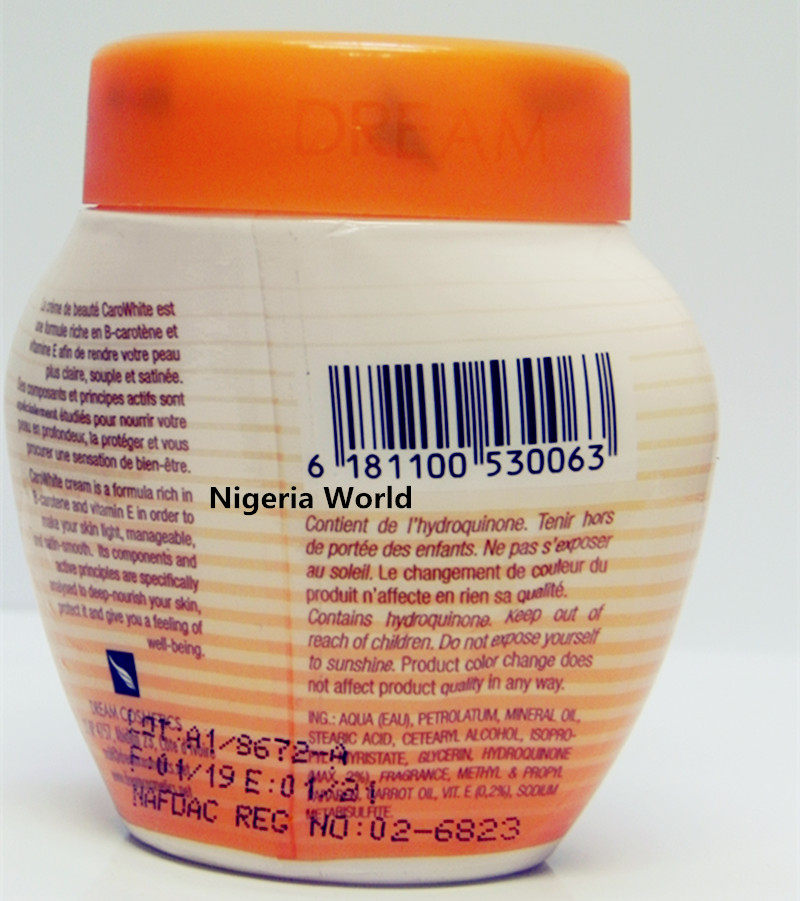 DREAM
La crème de beauté CaroWhite est
une formule riche en B-carotène et
vitamine E afin de rendre votre peau
plus claire, souple et satinée.
Ces composants et principes actifs sont
spécialement étudiés pour nourrir votre
peau en profondeur, la protéger et vous
procurer une sensation de bien-être.
CaroWhite cream is a formula rich in
B-carotene and vitamin E in order to
make your skin light, manageable,
and satin-smooth. Its components and
active principles are specifically
analysed to deep-nourish your skin,
protect it and give you a feeling of
well-being.
DREAM COSMETICS
6 181100 530063
Nigeria World
Contient de l'hydroquinone. Tenir hors
de portée des enfants. Ne pas s'exposer
au soleil. Le changement de couleur du
produit n'affecte en rien sa qualité.
Contains hydroquinone. Keep out of
reach of children. Do not expose yourself
to sunshine. Product color change does
not affect product quality in any way.
ING.: AQUA (EAU), PETROLATUM, MINERAL OIL,
STEARIC ACID, CETEARYL ALCOHOL, ISOPRO-
PYL MYRISTATE, GLYCERIN, HYDROQUINONE
(MAX. 2%), FRAGRANCE, METHYL & PROPYL
CARROT OIL, VIT. E (0,2%), SODIUM
METABISULFITE.
LOT:A1/8672-A
F:01/19 E:01/21
NAFDAC REG NO:02-6823